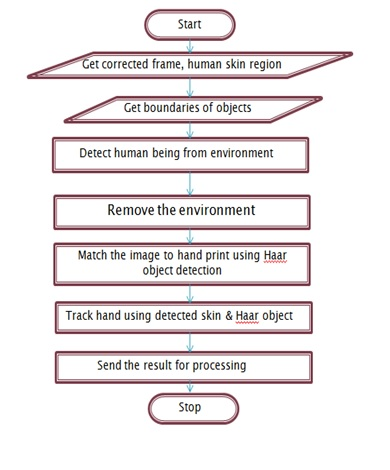 Start
Get corrected frame, human skin region
Get boundaries of objects
Detect human being from environment
Remove the environment
Match the image to hand print using Haar
object detection
Track hand using detected skin & Haar object
Send the result for processing
Stop